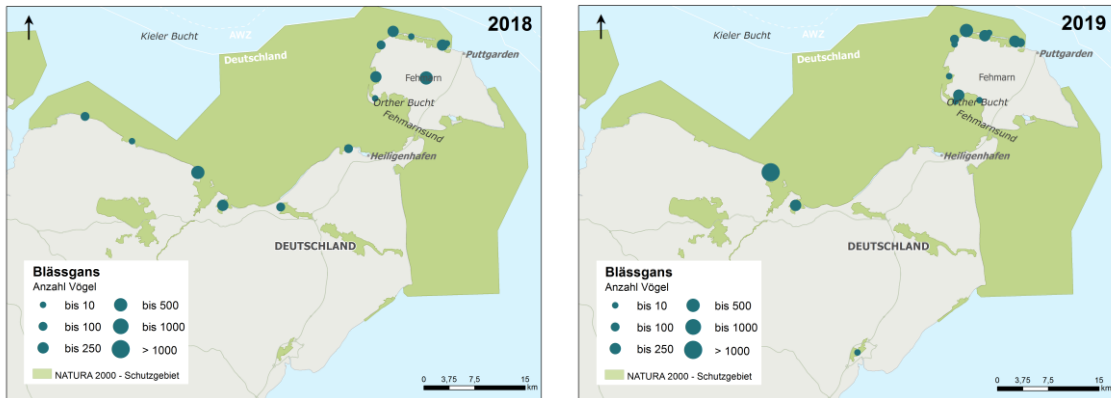 2018
Kieler Bucht
AWZ
Deutschland
Puttgarden
Fehmarn
Orther Bucht
Fehmarnsund
Heiligenhafen
DEUTSCHLAND
Blässgans
Anzahl Vögel
bis 10
bis 500
bis 100
bis 1000
bis 250
> 1000
NATURA 2000 - Schutzgebiet
0 3,75 7,5 15
km
2019
Kieler Bucht
AWZ
Deutschland
Puttgarden
Fehmarn
Orther Bucht
Fehmarnsund
Heiligenhafen
DEUTSCHLAND
Blässgans
Anzahl Vögel
bis 10
bis 500
bis 100
bis 1000
bis 250
> 1000
NATURA 2000 - Schutzgebiet
0 3,75 7,5 15
km